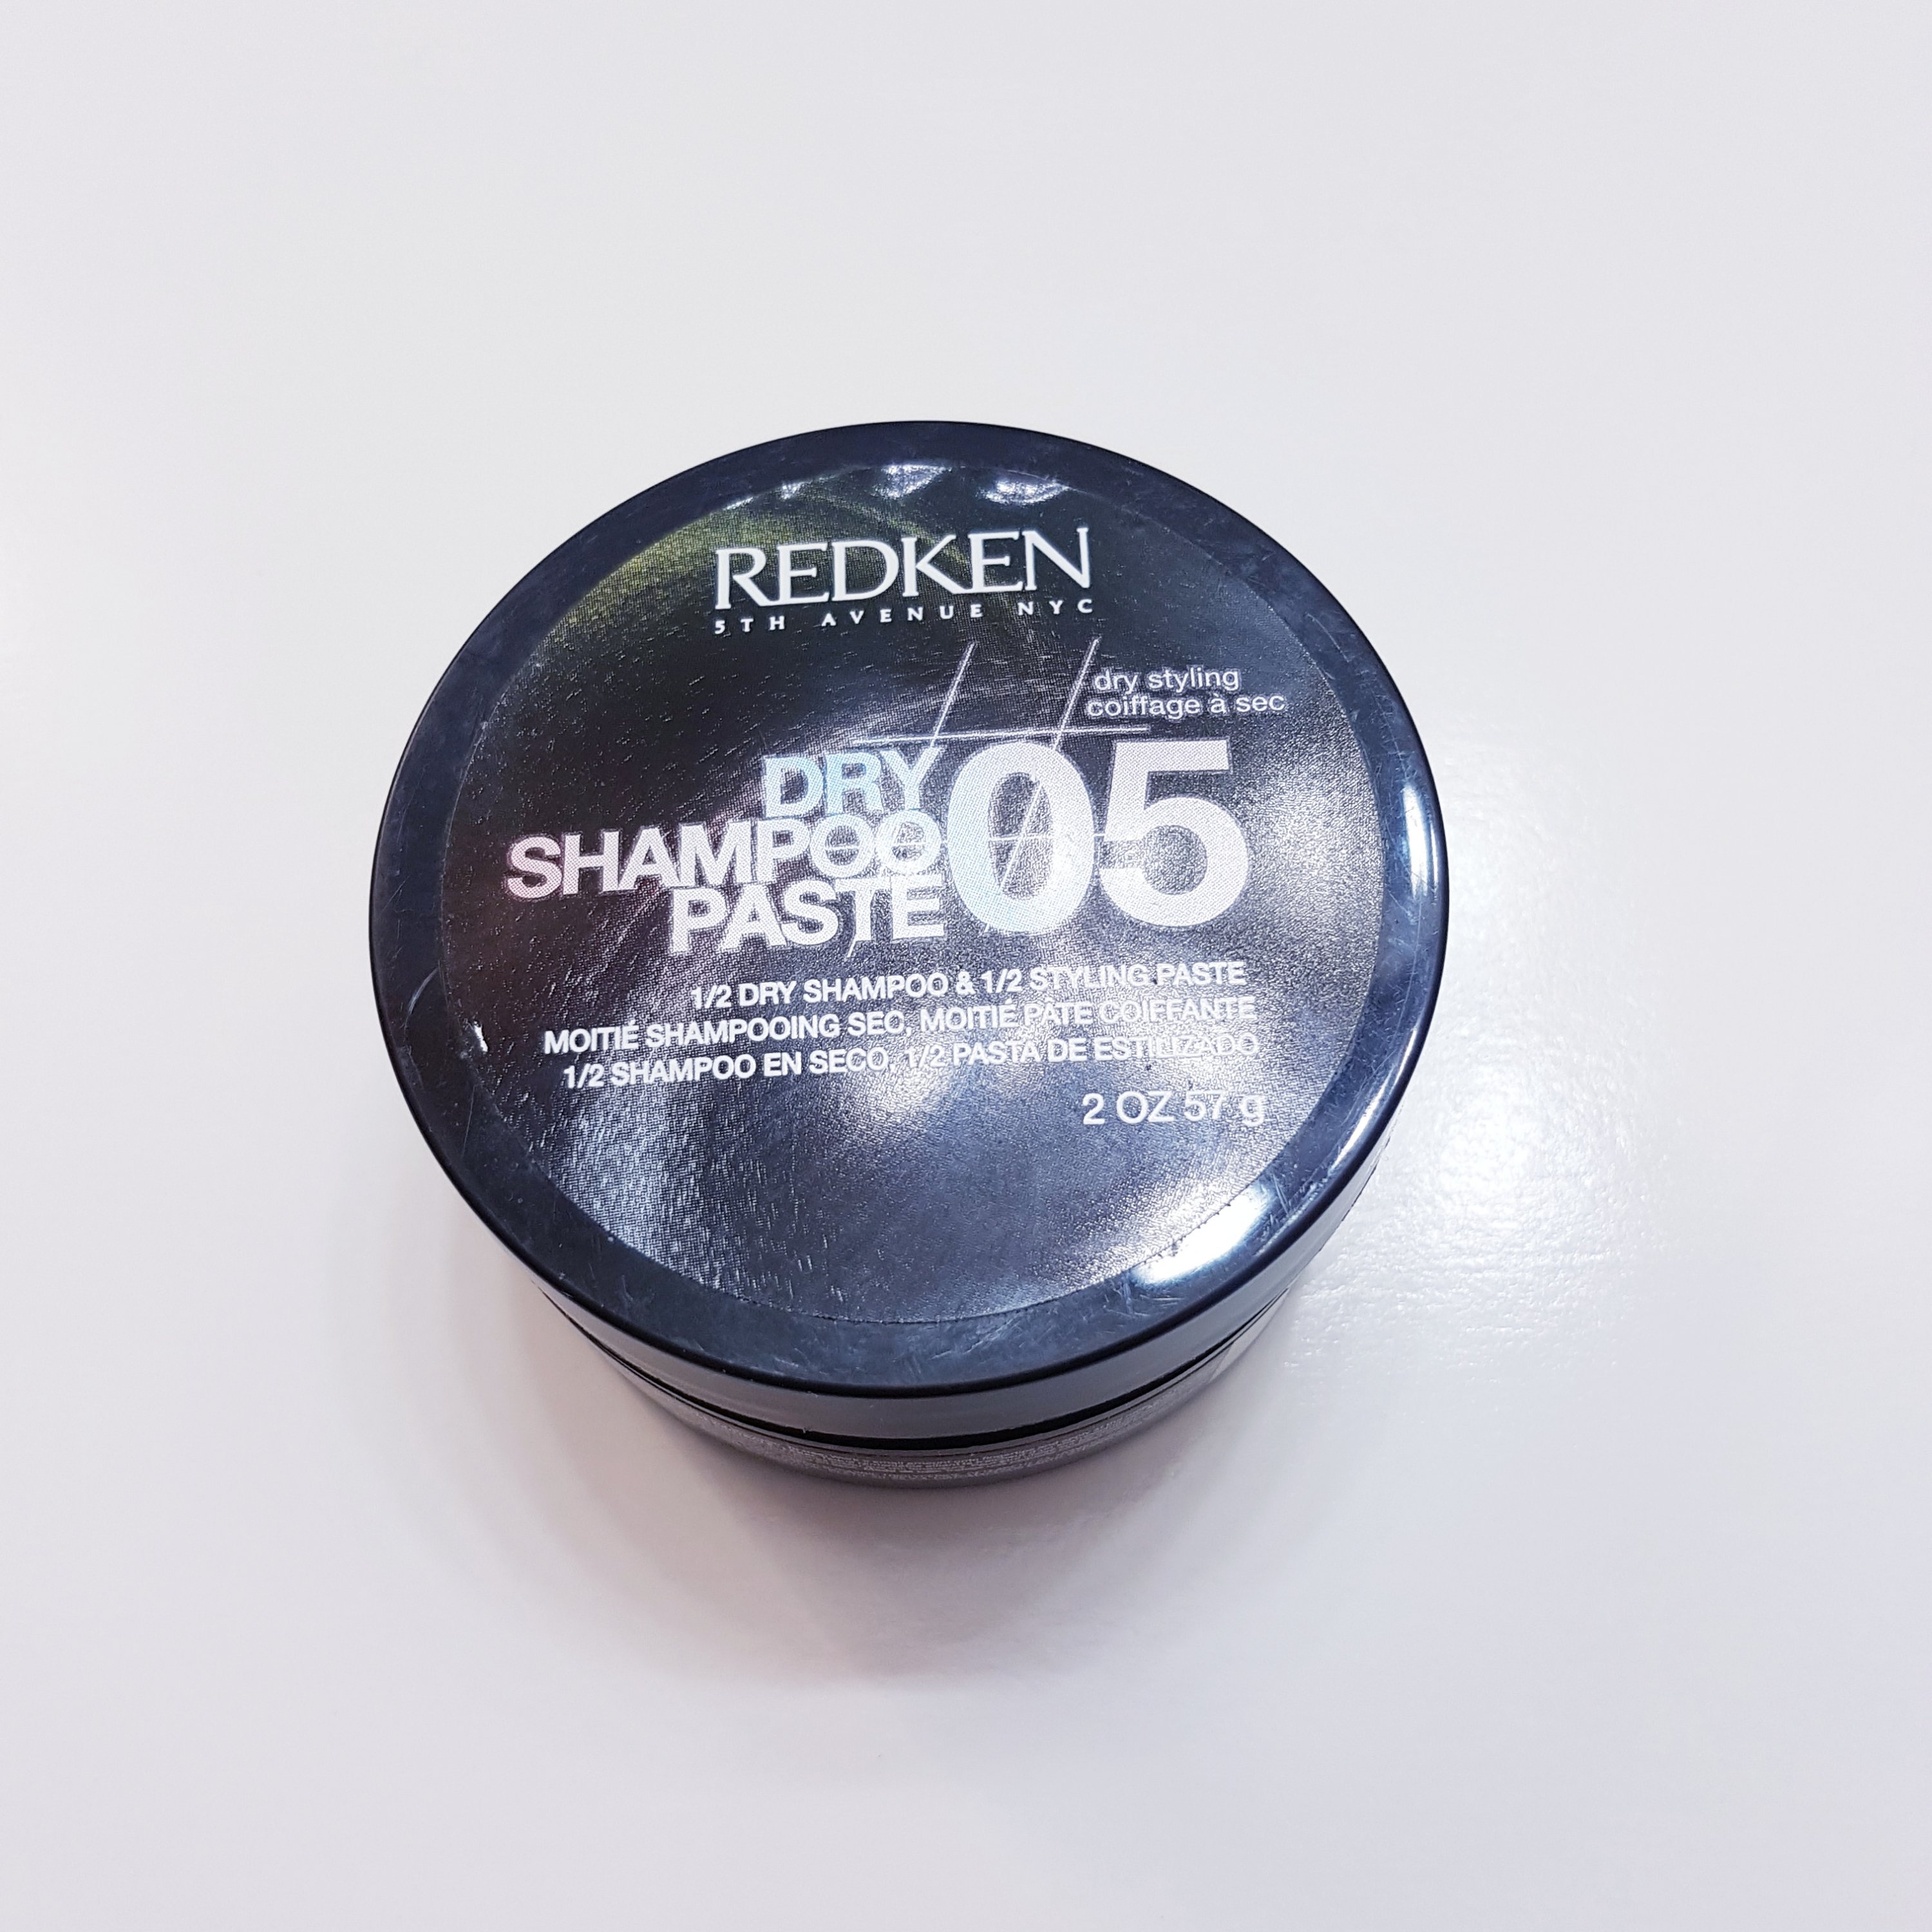 REDKEN
5TH AVENUE NYC
dry styling
coiffage à sec
DRY
SHAMPOO
PASTE
05
1/2 DRY SHAMPOO & 1/2 STYLING PASTE
MOITIÉ SHAMPOOING SEC, MOITIÉ PÂTE COIFFANTE
1/2 SHAMPOO EN SECO, 1/2 PASTA DE ESTILIZADO
2 OZ 57 g